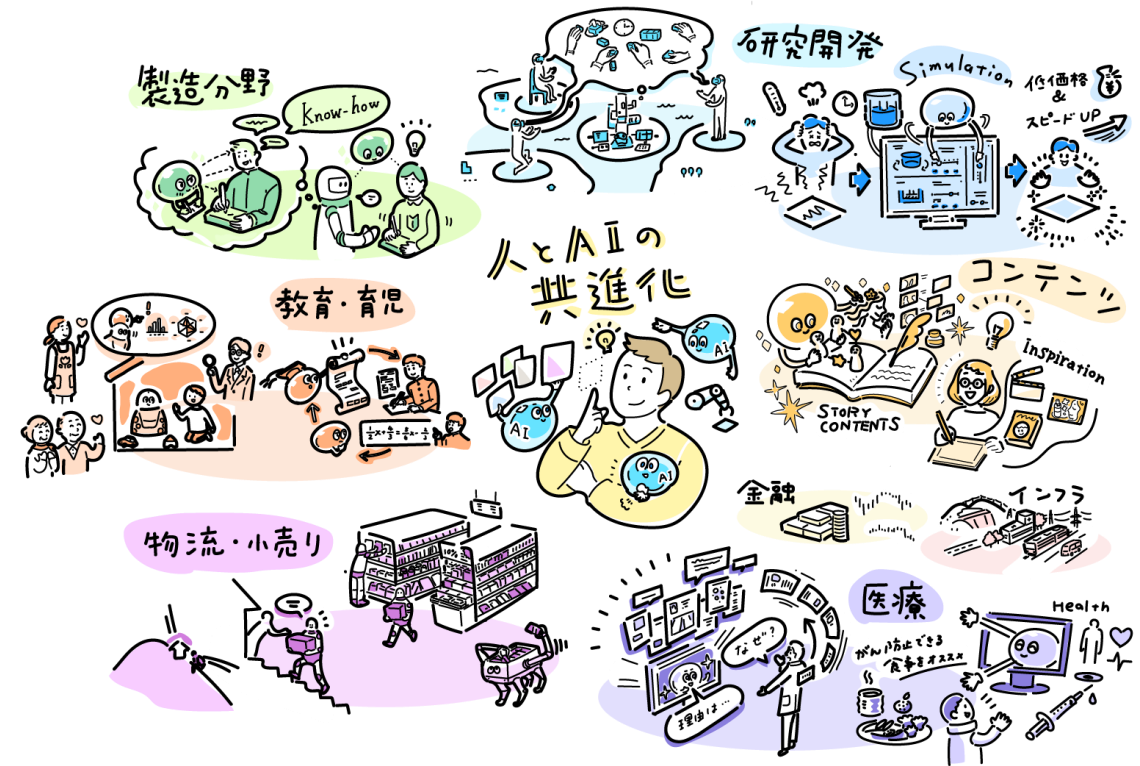 製造分野
Know-how
研究開発
Simulation
低価格
&
スピードUP
人とAIの
共進化
AI
AI
AI
教育・育児
コンテンツ
inspiration
STORY
CONTENTS
金融
インフラ
物流・小売り
10%
医療
Health
なぜ?
理由は…
がん防止できる
食事をオススメ